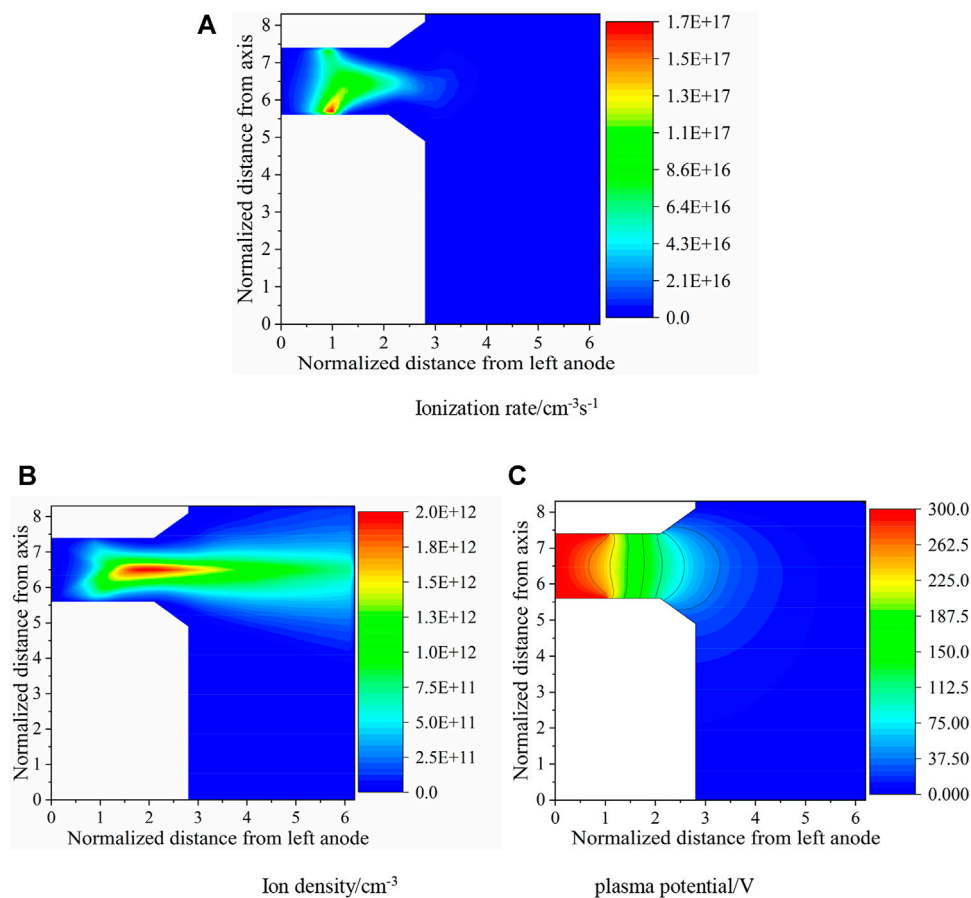 A
Normalized distance from axis
8
7
6
5
4
3
2
1
0
0 1 2 3 4 5 6
Normalized distance from left anode
1.7E+17
1.5E+17
1.3E+17
1.1E+17
8.6E+16
6.4E+16
4.3E+16
2.1E+16
0.0
Ionization rate/cm⁻³s⁻¹
B
Normalized distance from axis
8
7
6
5
4
3
2
1
0
0 1 2 3 4 5 6
Normalized distance from left anode
2.0E+12
1.8E+12
1.5E+12
1.3E+12
1.0E+12
7.5E+11
5.0E+11
2.5E+11
0.0
Ion density/cm⁻³
C
Normalized distance from axis
8
7
6
5
4
3
2
1
0
0 1 2 3 4 5 6
Normalized distance from left anode
300.0
262.5
225.0
187.5
150.0
112.5
75.00
37.50
0.000
plasma potential/V